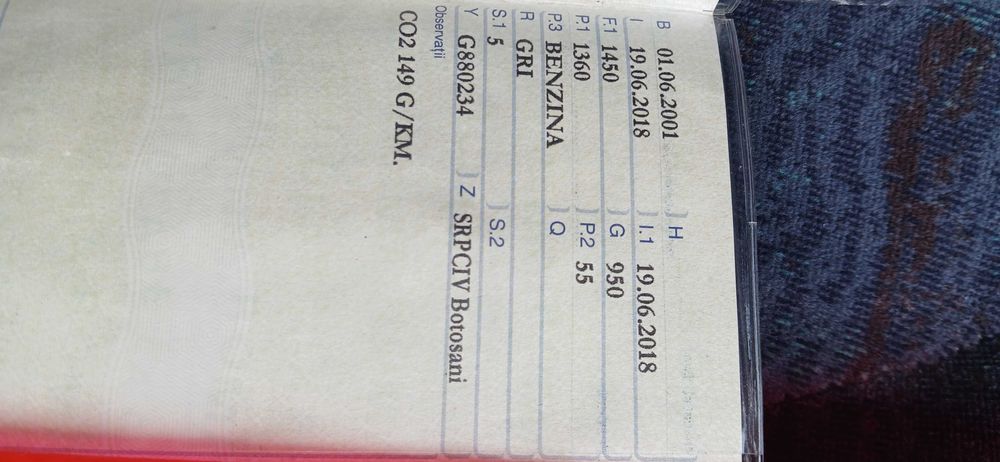 B 01.06.2001 H
I 19.06.2018 I.1 19.06.2018
F.1 1450 G 950
P.1 1360 P.2 55
P.3 BENZINA Q
R GRI
S.1 5 S.2
Y G880234 Z SRPCIV Botosani
Observații
CO2 149 G/KM.